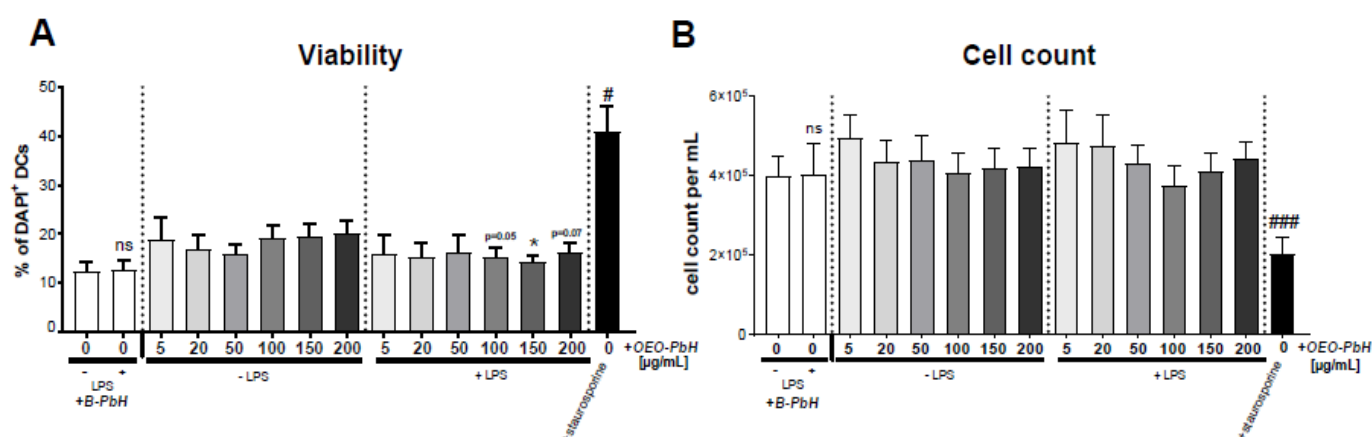 A
Viability
% of DAPI⁺ DCs
50
40
30
20
10
0
ns
p=0.05
*
p=0.07
#
0 0 5 20 50 100 150 200 5 20 50 100 150 200 0 +OEO-PbH
[µg/mL]
- +
LPS
+B-PbH
- LPS
+ LPS
+staurosporine
B
Cell count
cell count per mL
6×10⁵
4×10⁵
2×10⁵
0
ns
###
0 0 5 20 50 100 150 200 5 20 50 100 150 200 0 +OEO-PbH
[µg/mL]
- +
LPS
+B-PbH
- LPS
+ LPS
+staurosporine